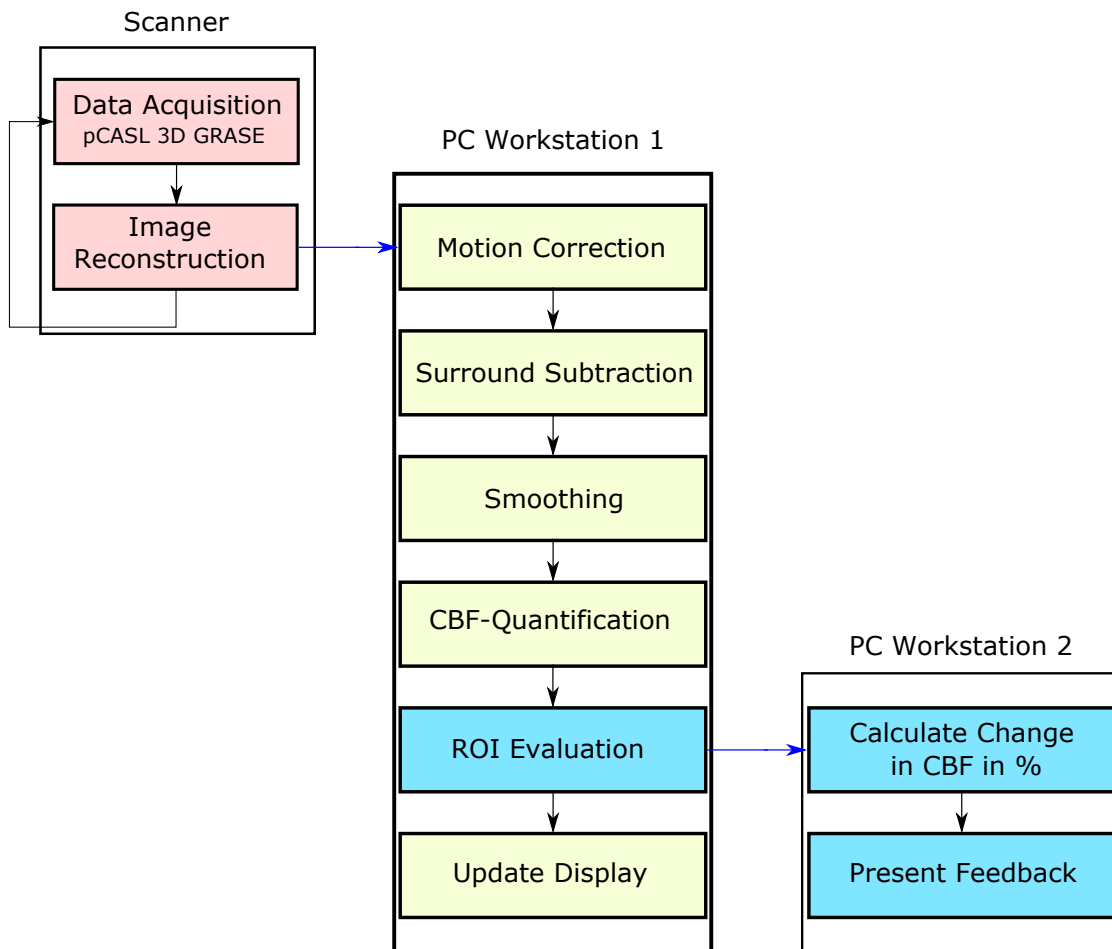 Scanner
Data Acquisition
pCASL 3D GRASE
Image
Reconstruction
PC Workstation 1
Motion Correction
Surround Subtraction
Smoothing
CBF-Quantification
ROI Evaluation
Update Display
PC Workstation 2
Calculate Change
in CBF in %
Present Feedback